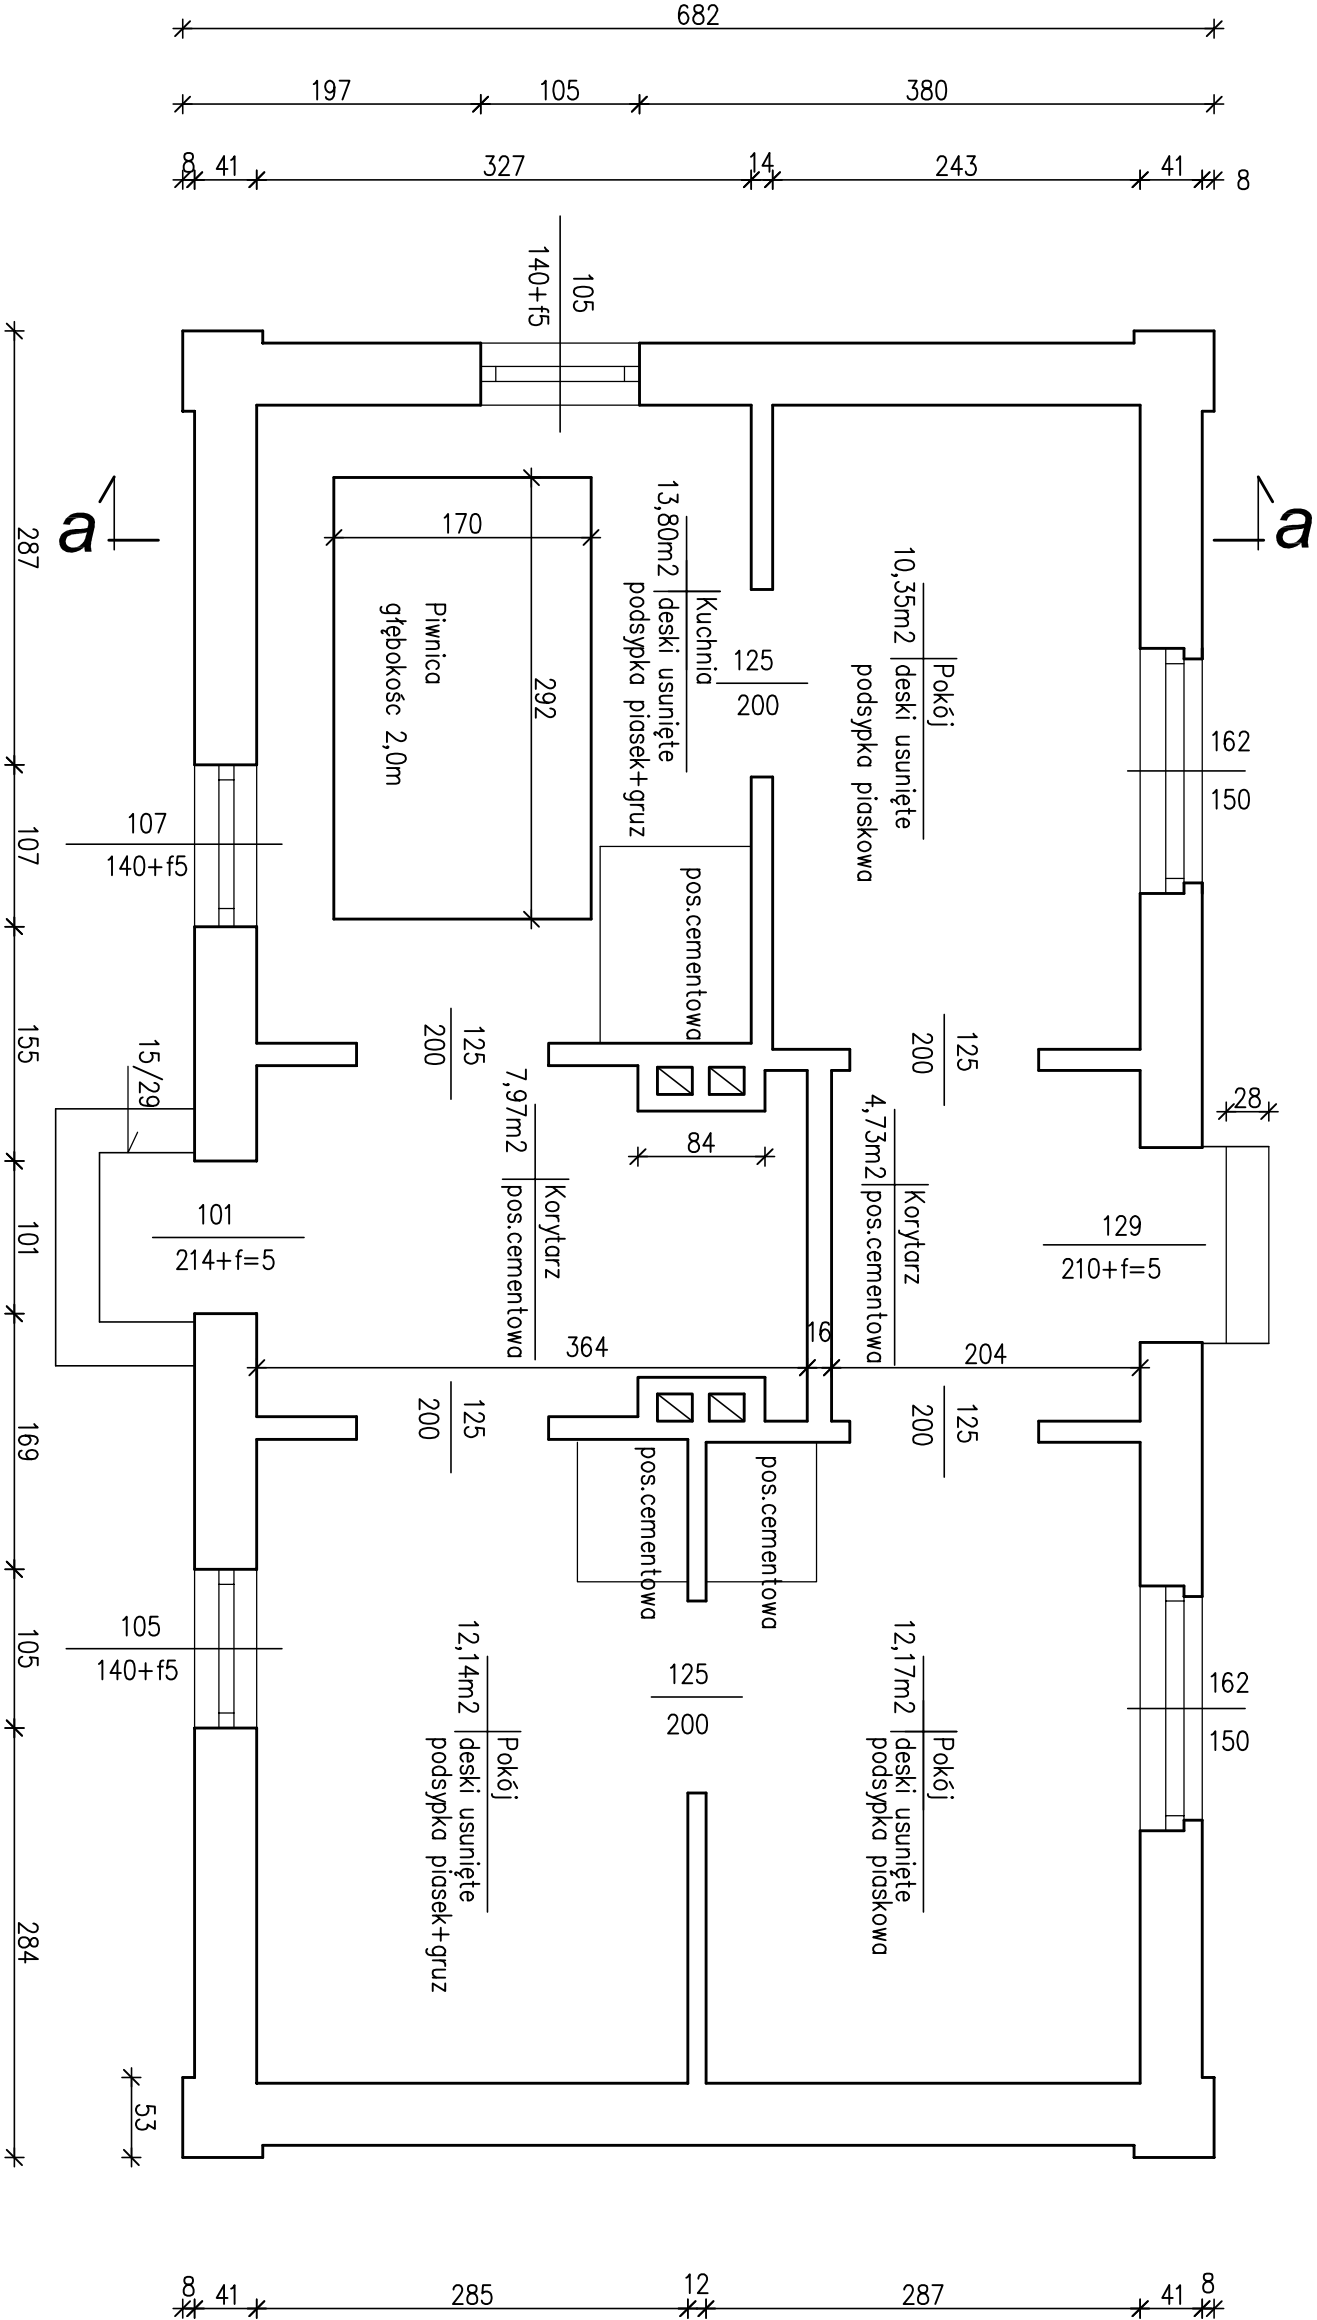 682
197
105
380
8
41
327
14
243
41
8
105
140+f5
a
a
287
170
292
Piwnica
głębokość 2,0m
Kuchnia
13,80m2
deski usunięte
podsypka piasek+gruz
125
200
Pokój
10,35m2
deski usunięte
podsypka piaskowa
162
150
107
107
140+f5
pos.cementowa
155
15/29
125
200
125
200
28
84
Korytarz
7,97m2
pos.cementowa
Korytarz
4,73m2
pos.cementowa
101
101
214+f=5
129
210+f=5
364
16
204
169
125
200
125
200
pos.cementowa
pos.cementowa
105
105
140+f5
125
200
162
150
Pokój
12,14m2
deski usunięte
podsypka piasek+gruz
Pokój
12,17m2
deski usunięte
podsypka piaskowa
284
53
8
41
285
12
287
41
8